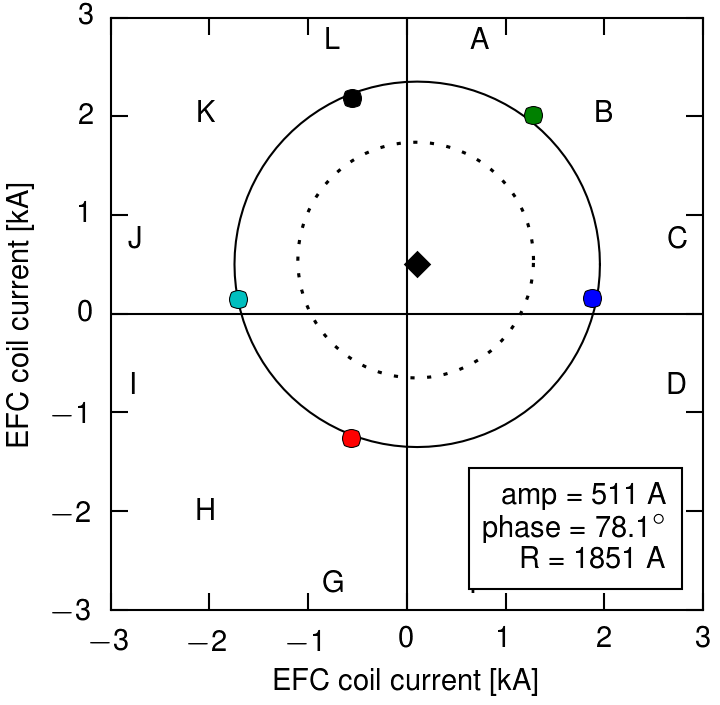 3
2
1
0
−1
−2
−3
EFC coil current [kA]
L
A
K
B
J
C
I
D
H
G
amp = 511 A
phase = 78.1°
R = 1851 A
−3
−2
−1
0
1
2
3
EFC coil current [kA]